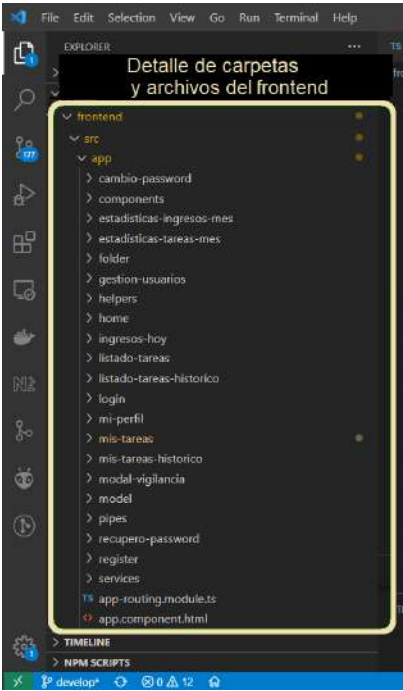 File Edit Selection View Go Run Terminal Help
EXPLORER ... TS
Detalle de carpetas
y archivos del frontend
frontend
src
app
cambio-password
components
estadisticas-ingresos-mes
estadisticas-tareas-mes
folder
gestion-usuarios
helpers
home
ingresos-hoy
listado-tareas
listado-tareas-historico
login
mi-perfil
mis-tareas
mis-tareas-historico
modal-vigilancia
model
pipes
recupero-password
register
services
TS app-routing.module.ts
<> app.component.html
TIMELINE
NPM SCRIPTS
develop* 0 12